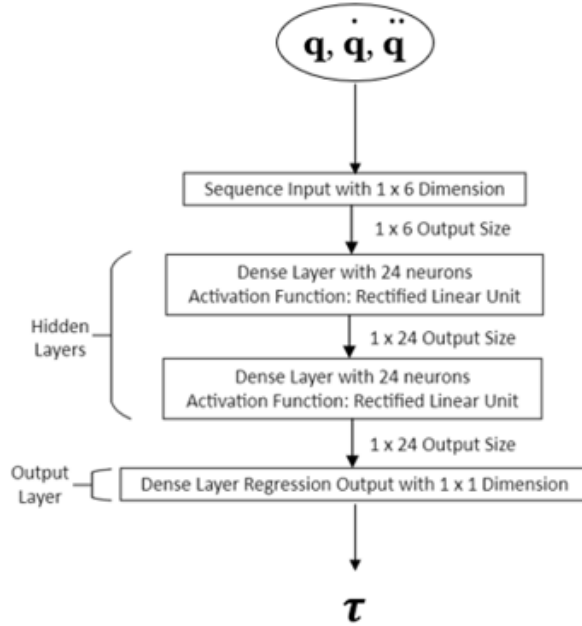 q, q̇, q̈
Sequence Input with 1 x 6 Dimension
1 x 6 Output Size
Dense Layer with 24 neurons
Activation Function: Rectified Linear Unit
Hidden
Layers
1 x 24 Output Size
Dense Layer with 24 neurons
Activation Function: Rectified Linear Unit
1 x 24 Output Size
Output
Layer
Dense Layer Regression Output with 1 x 1 Dimension
τ